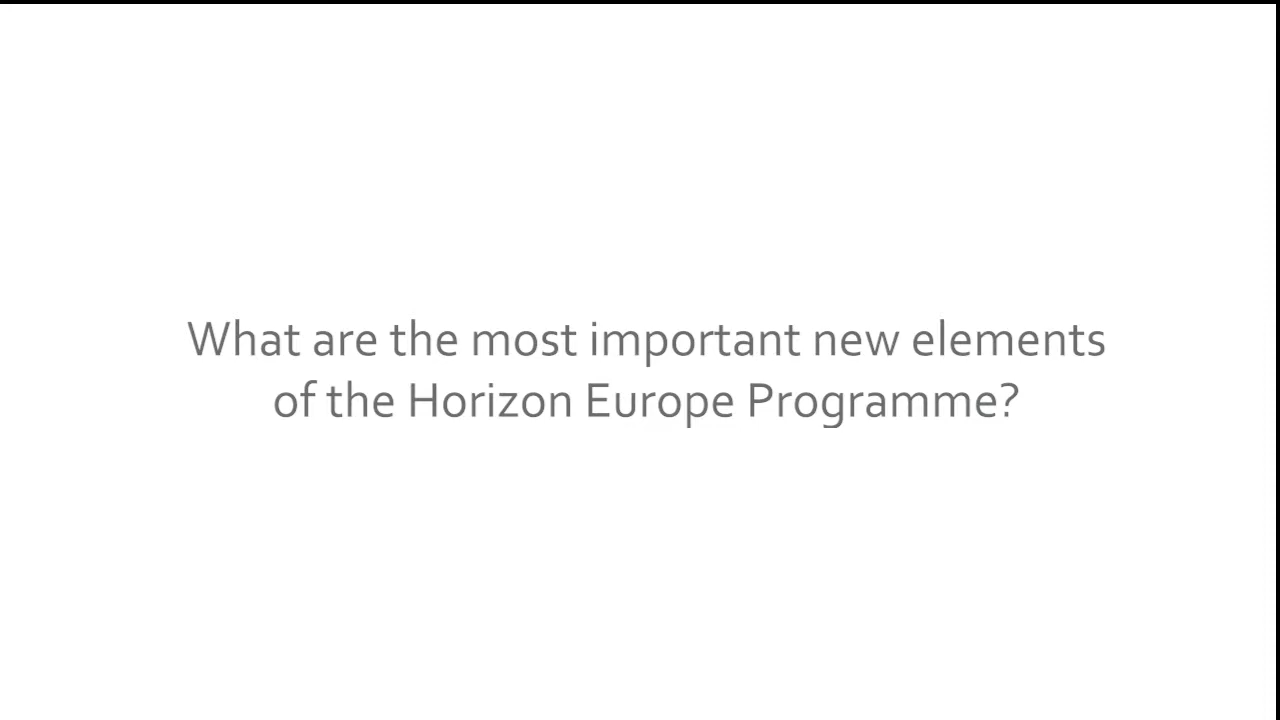 What are the most important new elements
of the Horizon Europe Programme?